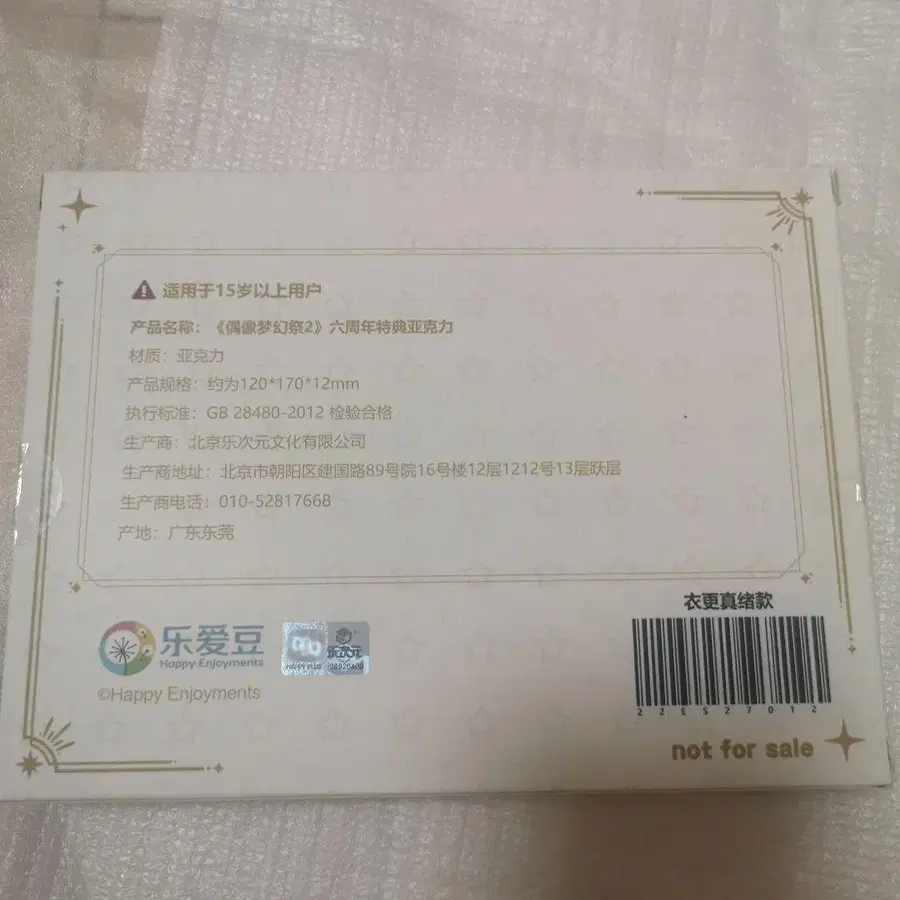 适用于15岁以上用户
产品名称：《偶像梦幻祭2》六周年特典亚克力
材质：亚克力
产品规格：约为120*170*12mm
执行标准：GB 28480-2012 检验合格
生产商：北京乐次元文化有限公司
生产商地址：北京市朝阳区建国路89号院16号楼12层1212号13层跃层
生产商电话：010-52817668
产地：广东东莞
衣更真绪款
22ES27012
乐爱豆
Happy Enjoyments
乐次元
©Happy Enjoyments
not for sale